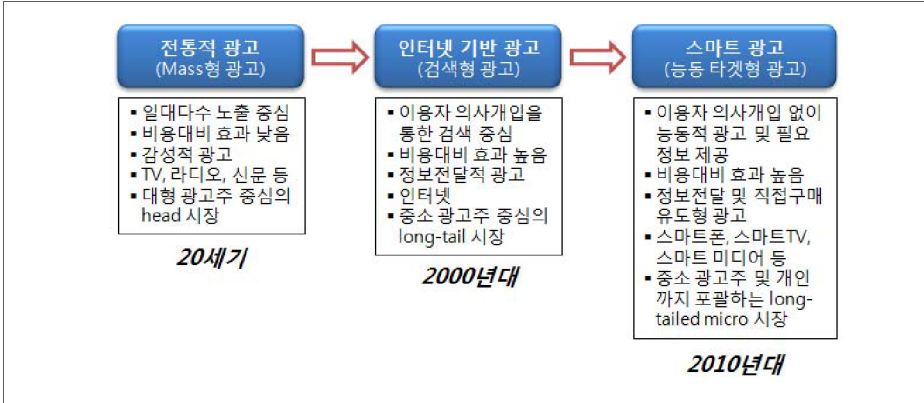 전통적 광고
(Mass형 광고)
▪ 일대다수 노출 중심
▪ 비용대비 효과 낮음
▪ 감성적 광고
▪ TV, 라디오, 신문 등
▪ 대형 광고주 중심의
head 시장
20세기
인터넷 기반 광고
(검색형 광고)
▪ 이용자 의사개입을
통한 검색 중심
▪ 비용대비 효과 높음
▪ 정보전달적 광고
▪ 인터넷
▪ 중소 광고주 중심의
long-tail 시장
2000년대
스마트 광고
(능동 타겟형 광고)
▪ 이용자 의사개입 없이
능동적 광고 및 필요
정보 제공
▪ 비용대비 효과 높음
▪ 정보전달 및 직접구매
유도형 광고
▪ 스마트폰, 스마트TV,
스마트 미디어 등
▪ 중소 광고주 및 개인
까지 포괄하는 long-
tailed micro 시장
2010년대